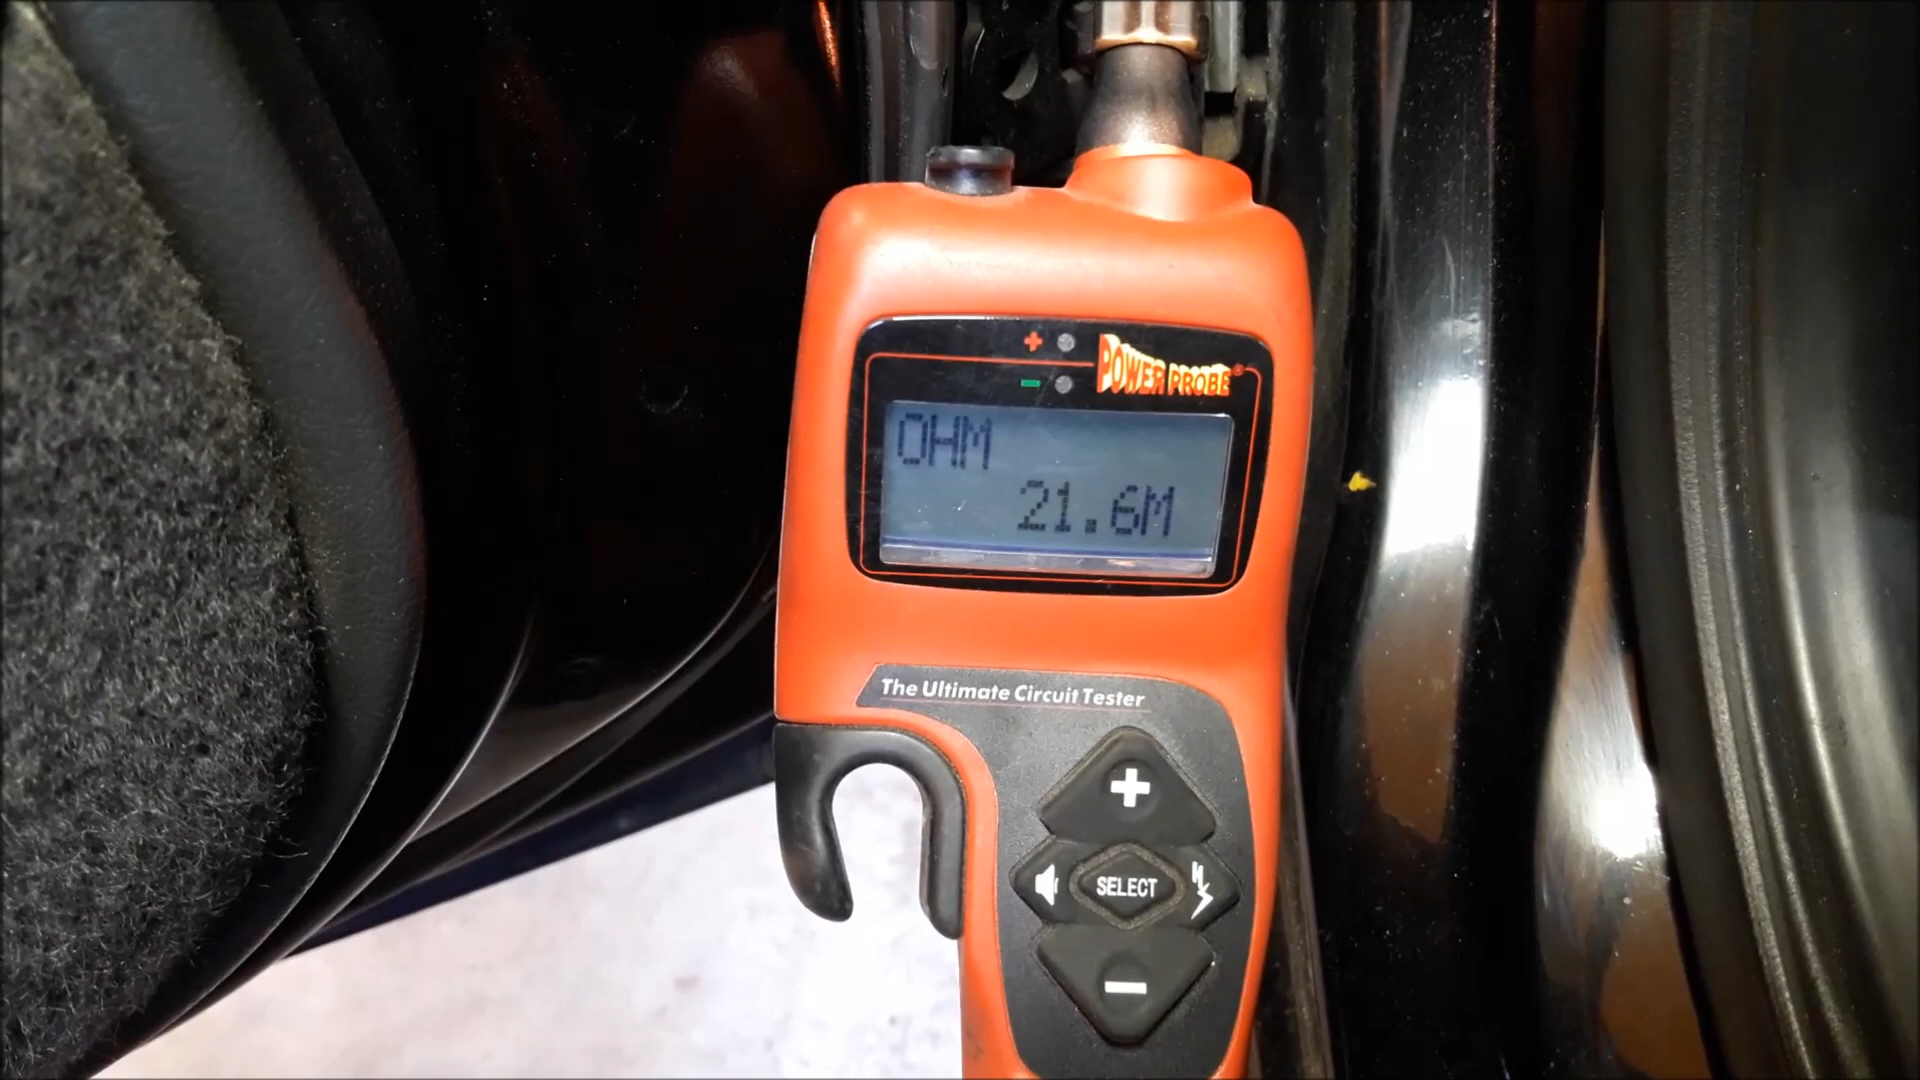 POWER PROBE®
OHM
21.6M
The Ultimate Circuit Tester
SELECT